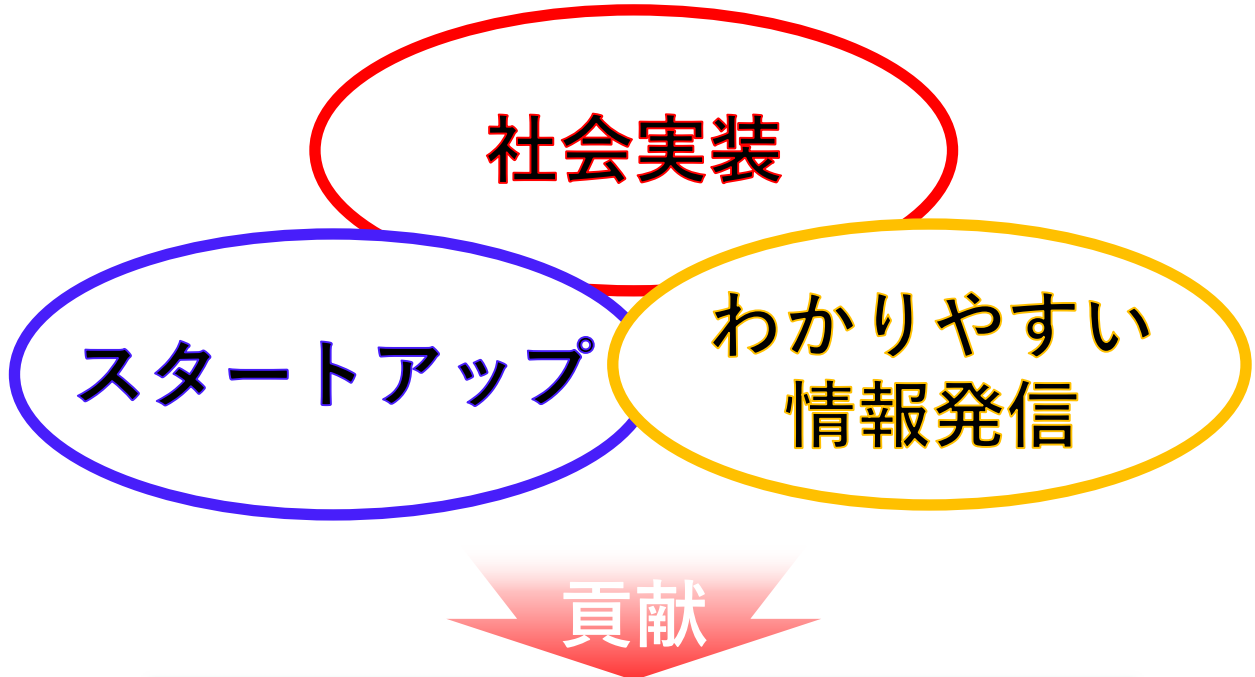 社会実装
スタートアップ
わかりやすい
情報発信
貢献